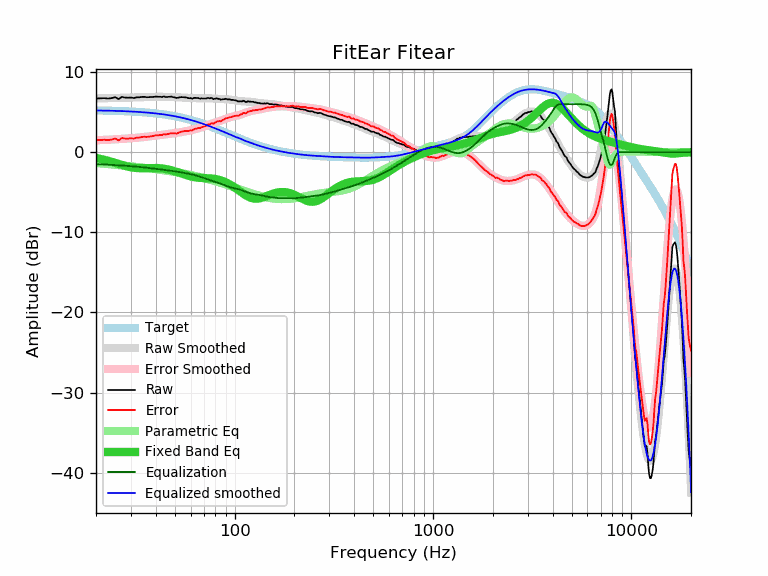 FitEar Fitear
10
0
−10
−20
−30
−40
Amplitude (dBr)
Target
Raw Smoothed
Error Smoothed
Raw
Error
Parametric Eq
Fixed Band Eq
Equalization
Equalized smoothed
100
1000
10000
Frequency (Hz)